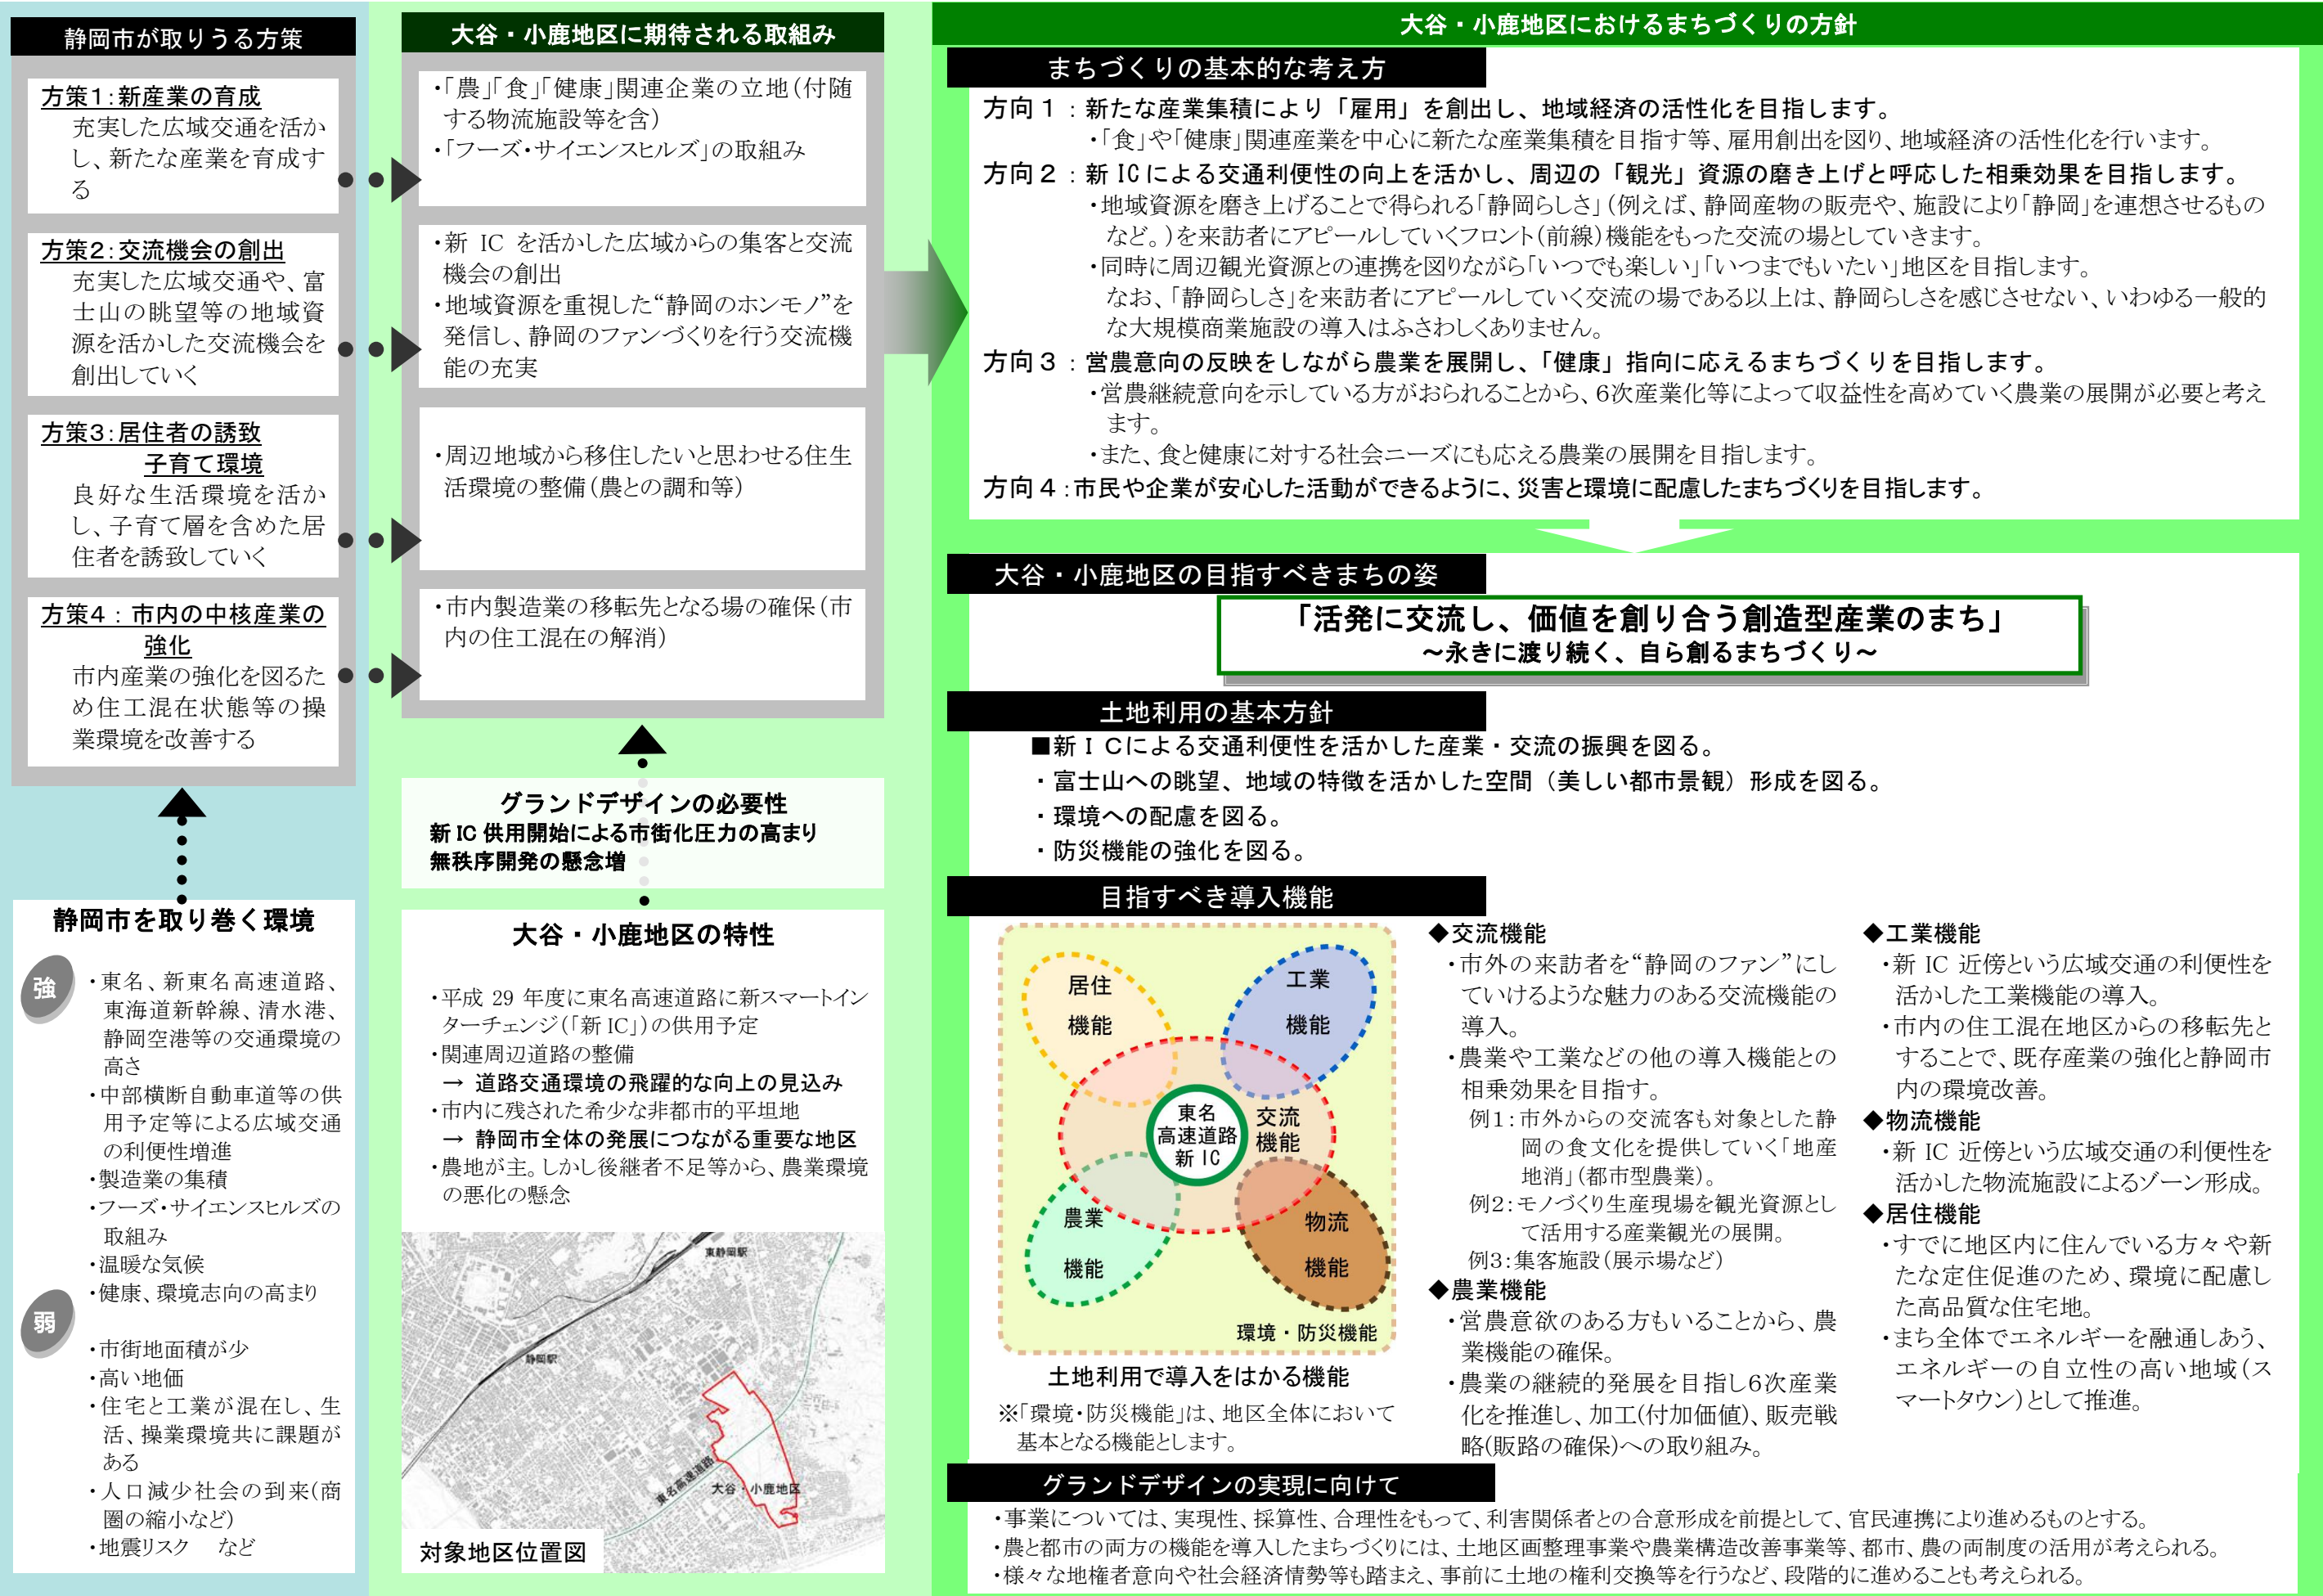 静岡市が取りうる方策
方策1：新産業の育成
充実した広域交通を活か
し、新たな産業を育成す
る
方策2：交流機会の創出
充実した広域交通や、富
士山の眺望等の地域資
源を活かした交流機会を
創出していく
方策3：居住者の誘致
子育て環境
良好な生活環境を活か
し、子育て層を含めた居
住者を誘致していく
方策4：市内の中核産業の
強化
市内産業の強化を図るた
め住工混在状態等の操
業環境を改善する
静岡市を取り巻く環境
強
・東名、新東名高速道路、
東海道新幹線、清水港、
静岡空港等の交通環境の
高さ
・中部横断自動車道等の供
用予定等による広域交通
の利便性増進
・製造業の集積
・フーズ・サイエンスヒルズの
取組み
・温暖な気候
・健康、環境志向の高まり
弱
・市街地面積が少
・高い地価
・住宅と工業が混在し、生
活、操業環境共に課題が
ある
・人口減少社会の到来(商
圏の縮小など)
・地震リスク など
大谷・小鹿地区に期待される取組み
・「農」「食」「健康」関連企業の立地(付随
する物流施設等を含)
・「フーズ・サイエンスヒルズ」の取組み
・新 IC を活かした広域からの集客と交流
機会の創出
・地域資源を重視した“静岡のホンモノ”を
発信し、静岡のファンづくりを行う交流機
能の充実
・周辺地域から移住したいと思わせる住生
活環境の整備(農との調和等)
・市内製造業の移転先となる場の確保(市
内の住工混在の解消)
グランドデザインの必要性
新 IC 供用開始による市街化圧力の高まり
無秩序開発の懸念増
大谷・小鹿地区の特性
・平成 29 年度に東名高速道路に新スマートイン
ターチェンジ(「新 IC」)の供用予定
・関連周辺道路の整備
→ 道路交通環境の飛躍的な向上の見込み
・市内に残された希少な非都市的平坦地
→ 静岡市全体の発展につながる重要な地区
・農地が主。しかし後継者不足等から、農業環境
の悪化の懸念
東静岡駅
静岡駅
東名高速道路
大谷・小鹿地区
対象地区位置図
大谷・小鹿地区におけるまちづくりの方針
まちづくりの基本的な考え方
方向１：新たな産業集積により「雇用」を創出し、地域経済の活性化を目指します。
・「食」や「健康」関連産業を中心に新たな産業集積を目指す等、雇用創出を図り、地域経済の活性化を行います。
方向２：新 IC による交通利便性の向上を活かし、周辺の「観光」資源の磨き上げと呼応した相乗効果を目指します。
・地域資源を磨き上げることで得られる「静岡らしさ」(例えば、静岡産物の販売や、施設により「静岡」を連想させるもの
など。)を来訪者にアピールしていくフロント(前線)機能をもった交流の場としていきます。
・同時に周辺観光資源との連携を図りながら「いつでも楽しい」「いつまでもいたい」地区を目指します。
なお、「静岡らしさ」を来訪者にアピールしていく交流の場である以上は、静岡らしさを感じさせない、いわゆる一般的
な大規模商業施設の導入はふさわしくありません。
方向３：営農意向の反映をしながら農業を展開し、「健康」指向に応えるまちづくりを目指します。
・営農継続意向を示している方がおられることから、6次産業化等によって収益性を高めていく農業の展開が必要と考え
ます。
・また、食と健康に対する社会ニーズにも応える農業の展開を目指します。
方向４：市民や企業が安心した活動ができるように、災害と環境に配慮したまちづくりを目指します。
大谷・小鹿地区の目指すべきまちの姿
「活発に交流し、価値を創り合う創造型産業のまち」
～永きに渡り続く、自ら創るまちづくり～
土地利用の基本方針
■新ＩＣによる交通利便性を活かした産業・交流の振興を図る。
・富士山への眺望、地域の特徴を活かした空間（美しい都市景観）形成を図る。
・環境への配慮を図る。
・防災機能の強化を図る。
目指すべき導入機能
居住
機能
工業
機能
東名
高速道路
新 IC
交流
機能
農業
機能
物流
機能
環境・防災機能
土地利用で導入をはかる機能
※「環境・防災機能」は、地区全体において
基本となる機能とします。
◆交流機能
・市外の来訪者を“静岡のファン”にし
ていけるような魅力のある交流機能の
導入。
・農業や工業などの他の導入機能との
相乗効果を目指す。
例1：市外からの交流客も対象とした静
岡の食文化を提供していく「地産
地消」(都市型農業)。
例2：モノづくり生産現場を観光資源とし
て活用する産業観光の展開。
例3：集客施設(展示場など)
◆農業機能
・営農意欲のある方もいることから、農
業機能の確保。
・農業の継続的発展を目指し6次産業
化を推進し、加工(付加価値)、販売戦
略(販路の確保)への取り組み。
◆工業機能
・新 IC 近傍という広域交通の利便性を
活かした工業機能の導入。
・市内の住工混在地区からの移転先と
することで、既存産業の強化と静岡市
内の環境改善。
◆物流機能
・新 IC 近傍という広域交通の利便性を
活かした物流施設によるゾーン形成。
◆居住機能
・すでに地区内に住んでいる方々や新
たな定住促進のため、環境に配慮し
た高品質な住宅地。
・まち全体でエネルギーを融通しあう、
エネルギーの自立性の高い地域(ス
マートタウン)として推進。
グランドデザインの実現に向けて
・事業については、実現性、採算性、合理性をもって、利害関係者との合意形成を前提として、官民連携により進めるものとする。
・農と都市の両方の機能を導入したまちづくりには、土地区画整理事業や農業構造改善事業等、都市、農の両制度の活用が考えられる。
・様々な地権者意向や社会経済情勢等も踏まえ、事前に土地の権利交換等を行うなど、段階的に進めることも考えられる。